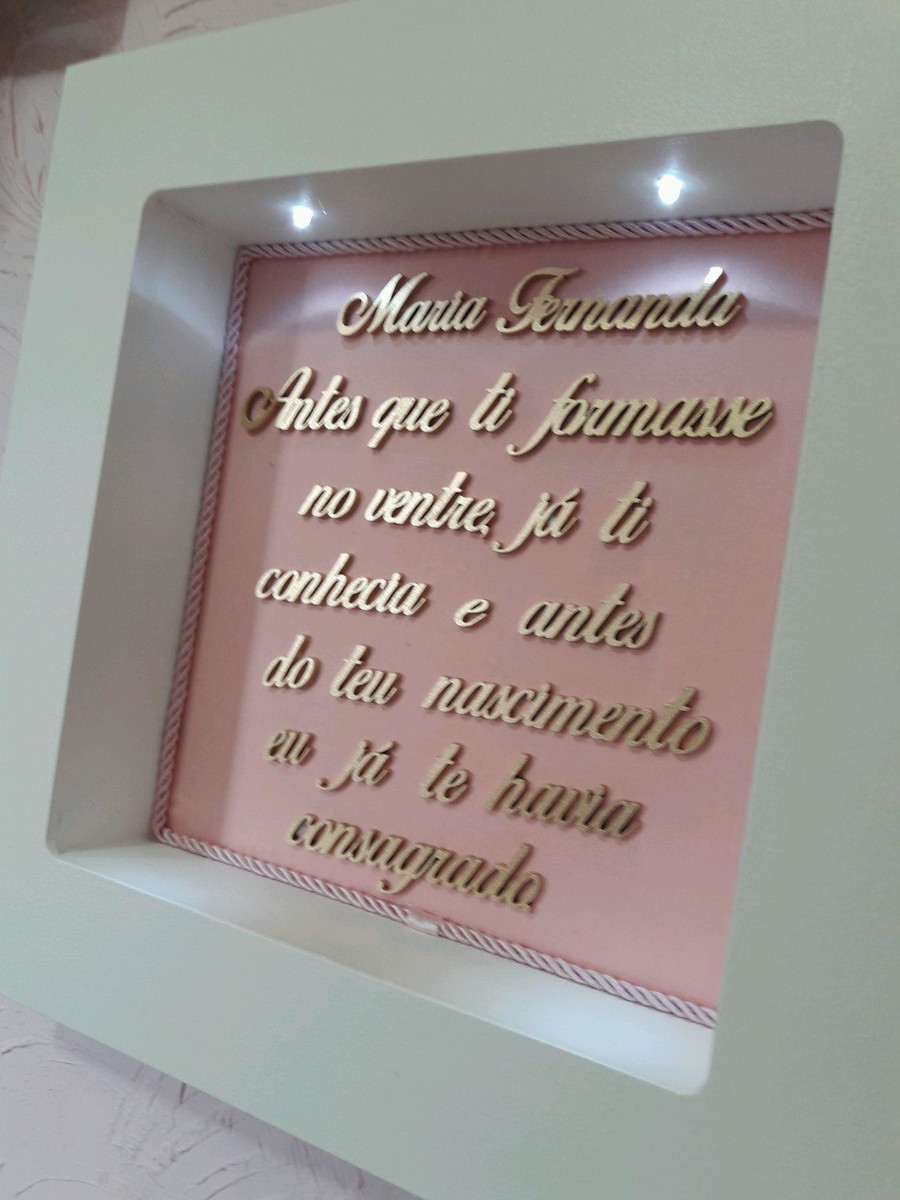 Maria Fernanda
Antes que ti formasse
no ventre, já ti
conhecia e antes
do teu nascimento
eu já te havia
consagrado.